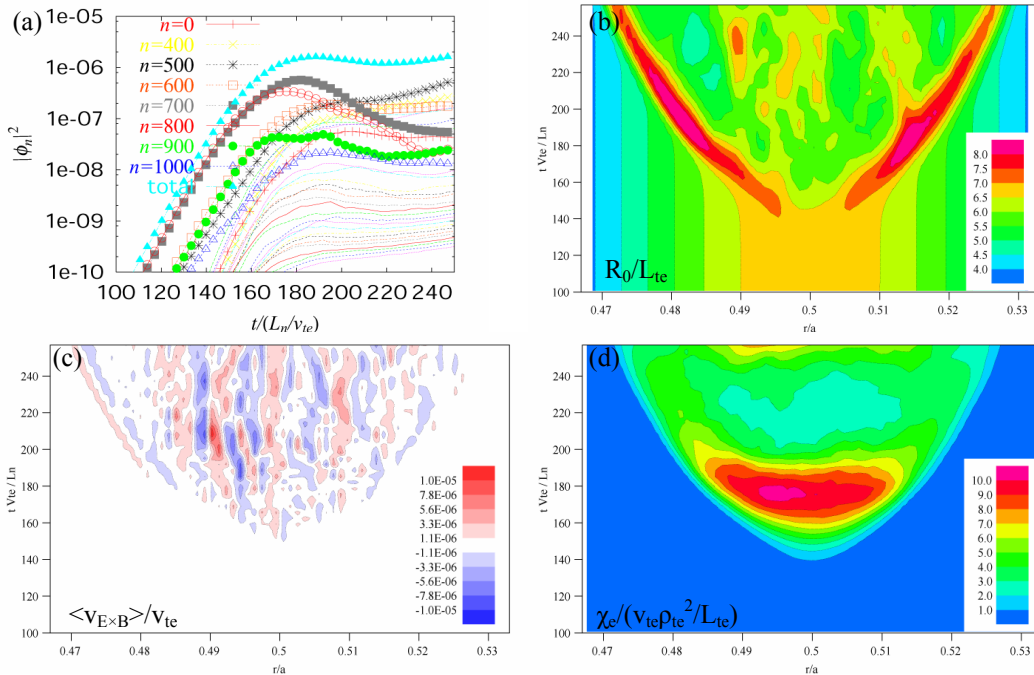 (a)
n=0
n=400
n=500
n=600
n=700
n=800
n=900
n=1000
tota
1e-05
1e-06
1e-07
1e-08
1e-09
1e-10
|ϕn|²
100 120 140 160 180 200 220 240
t/(Ln/vte)
(b)
240
220
200
180
160
140
120
100
t Vte / Ln
8.0
7.5
7.0
6.5
6.0
5.5
5.0
4.5
4.0
R0/Lte
0.47 0.48 0.49 0.5 0.51 0.52 0.53
r/a
(c)
240
220
200
180
160
140
120
100
t Vte / Ln
1.0E-05
7.8E-06
5.6E-06
3.3E-06
1.1E-06
-1.1E-06
-3.3E-06
-5.6E-06
-7.8E-06
-1.0E-05
<vE×B>/vte
0.47 0.48 0.49 0.5 0.51 0.52 0.53
r/a
(d)
240
220
200
180
160
140
120
100
t Vte / Ln
10.0
9.0
8.0
7.0
6.0
5.0
4.0
3.0
2.0
1.0
χe/(vteρte²/Lte)
0.47 0.48 0.49 0.5 0.51 0.52 0.53
r/a